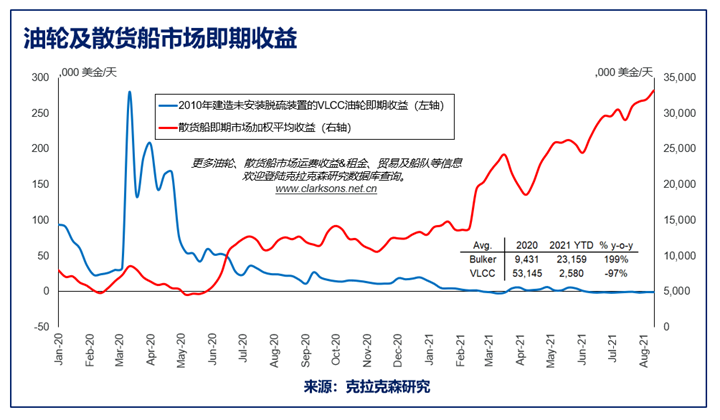 油轮及散货船市场即期收益
,000 美金/天
,000 美金/天
2010年建造未安装脱硫装置的VLCC油轮即期收益（左轴）
散货船即期市场加权平均收益（右轴）
更多油轮、散货船市场运费收益&租金、贸易及船队等信息
欢迎登陆克拉克森研究数据库查询。
www.clarksons.net.cn
300
250
200
150
100
50
0
-50
35,000
30,000
25,000
20,000
15,000
10,000
5,000
0
Avg. 2020 2021 YTD % y-o-y
Bulker 9,431 23,159 199%
VLCC 53,145 2,580 -97%
Jan-20 Feb-20 Mar-20 Apr-20 May-20 Jun-20 Jul-20 Aug-20 Sep-20 Oct-20 Nov-20 Dec-20 Jan-21 Feb-21 Mar-21 Apr-21 May-21 Jun-21 Jul-21 Aug-21
来源：克拉克森研究